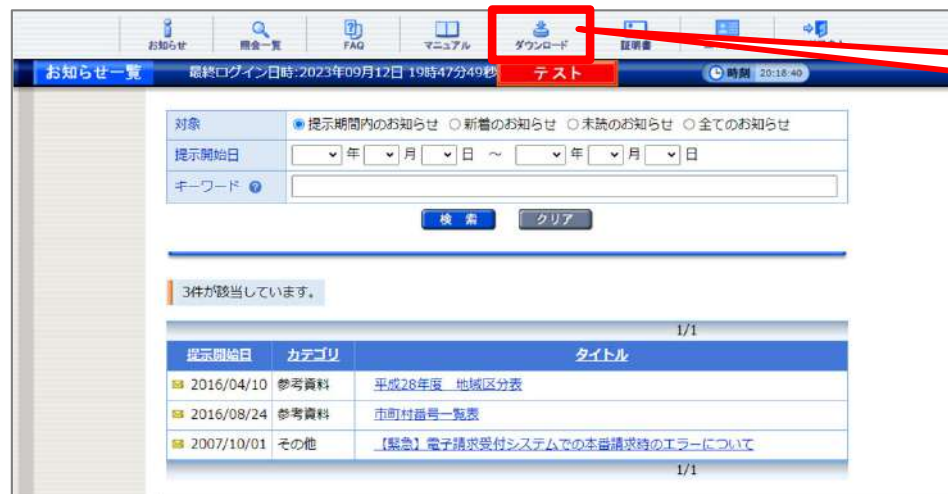 お知らせ 照会一覧 FAQ マニュアル ダウンロード 証明書
お知らせ一覧 最終ログイン日時:2023年09月12日 19時47分49秒 テスト 時刻 20:18:40
対象 提示期間内のお知らせ 新着のお知らせ 未読のお知らせ 全てのお知らせ
提示開始日 年 月 日 ～ 年 月 日
キーワード ?
検索 クリア
3件が該当しています。
1/1
提示開始日 カテゴリ タイトル
2016/04/10 参考資料 平成28年度 地域区分表
2016/08/24 参考資料 市町村番号一覧表
2007/10/01 その他 【緊急】電子請求受付システムでの本番請求時のエラーについて
1/1